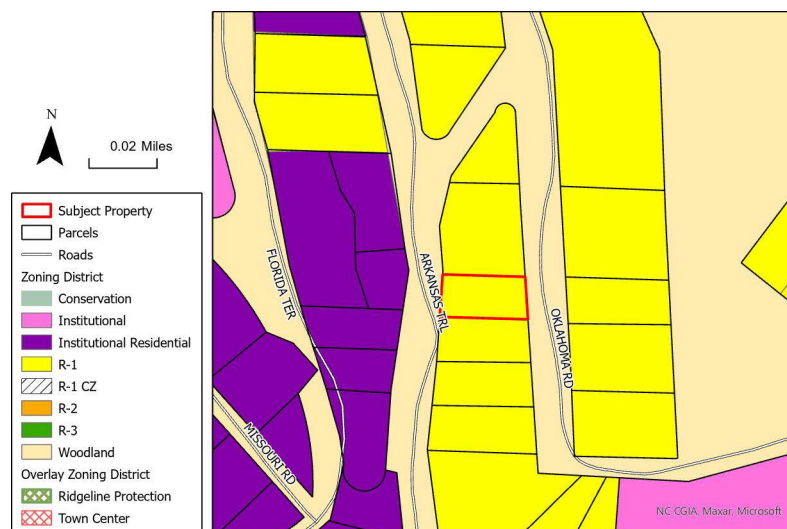 N
0.02 Miles
Subject Property
Parcels
Roads
Zoning District
Conservation
Institutional
Institutional Residential
R-1
R-1 CZ
R-2
R-3
Woodland
Overlay Zoning District
Ridgeline Protection
Town Center
FLORIDA TER
ARKANSAS TRL
OKLAHOMA RD
MISSOURI RD
NC CGIA, Maxar, Microsoft